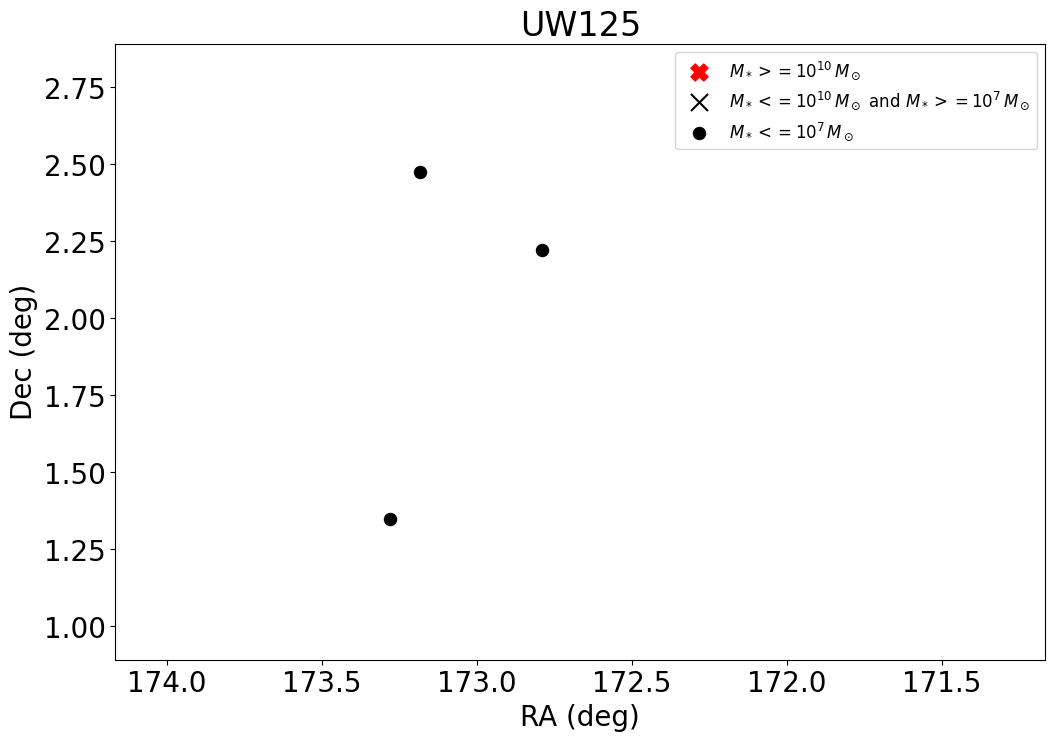 UW125
M* >= 10^10 M⊙
M* <= 10^10 M⊙ and M* >= 10^7 M⊙
M* <= 10^7 M⊙
2.75
2.50
2.25
2.00
1.75
1.50
1.25
1.00
Dec (deg)
174.0 173.5 173.0 172.5 172.0 171.5
RA (deg)